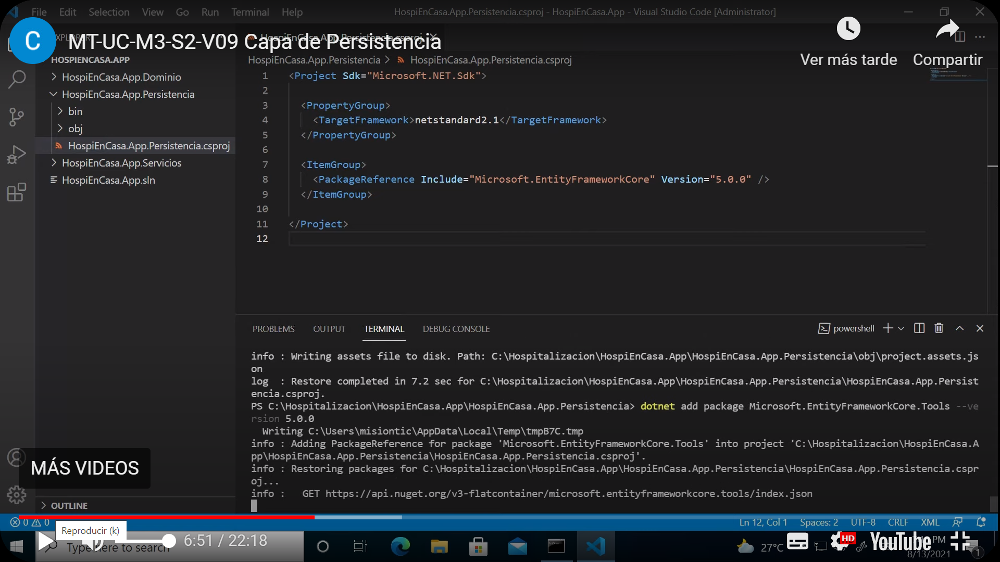 File Edit Selection View Go Run Terminal Help
HospiEnCasa.App.Persistencia.csproj - HospiEnCasa.App - Visual Studio Code [Administrator]
C
MT-UC-M3-S2-V09 Capa de Persistencia
HospiEnCasa.App.Persistencia.csproj
Ver más tarde
Compartir
HOSPIENCASA.APP
HospiEnCasa.App.Dominio
HospiEnCasa.App.Persistencia
bin
obj
HospiEnCasa.App.Persistencia.csproj
HospiEnCasa.App.Servicios
HospiEnCasa.App.sln
HospiEnCasa.App.Persistencia > HospiEnCasa.App.Persistencia.csproj
1 <Project Sdk="Microsoft.NET.Sdk">
2
3 <PropertyGroup>
4 <TargetFramework>netstandard2.1</TargetFramework>
5 </PropertyGroup>
6
7 <ItemGroup>
8 <PackageReference Include="Microsoft.EntityFrameworkCore" Version="5.0.0" />
9 </ItemGroup>
10
11 </Project>
12
PROBLEMS OUTPUT TERMINAL DEBUG CONSOLE
powershell
info : Writing assets file to disk. Path: C:\Hospitalizacion\HospiEnCasa.App\HospiEnCasa.App.Persistencia\obj\project.assets.js
on
log  : Restore completed in 7.2 sec for C:\Hospitalizacion\HospiEnCasa.App\HospiEnCasa.App.Persistencia\HospiEnCasa.App.Persist
encia.csproj.
PS C:\Hospitalizacion\HospiEnCasa.App\HospiEnCasa.App.Persistencia> dotnet add package Microsoft.EntityFrameworkCore.Tools --ve
rsion 5.0.0
Writing C:\Users\misiontic\AppData\Local\Temp\tmpB7C.tmp
info : Adding PackageReference for package 'Microsoft.EntityFrameworkCore.Tools' into project 'C:\Hospitalizacion\HospiEnCasa.A
pp\HospiEnCasa.App.Persistencia\HospiEnCasa.App.Persistencia.csproj'.
info : Restoring packages for C:\Hospitalizacion\HospiEnCasa.App\HospiEnCasa.App.Persistencia\HospiEnCasa.App.Persistencia.cspr
oj...
info :   GET https://api.nuget.org/v3-flatcontainer/microsoft.entityframeworkcore.tools/index.json
MÁS VIDEOS
OUTLINE
0 0
Ln 12, Col 1 Spaces: 2 UTF-8 CRLF XML
Reproducir (k)
Type here to search
6:51 / 22:18
27°C
HD
YouTube
PM
8/13/2021
1